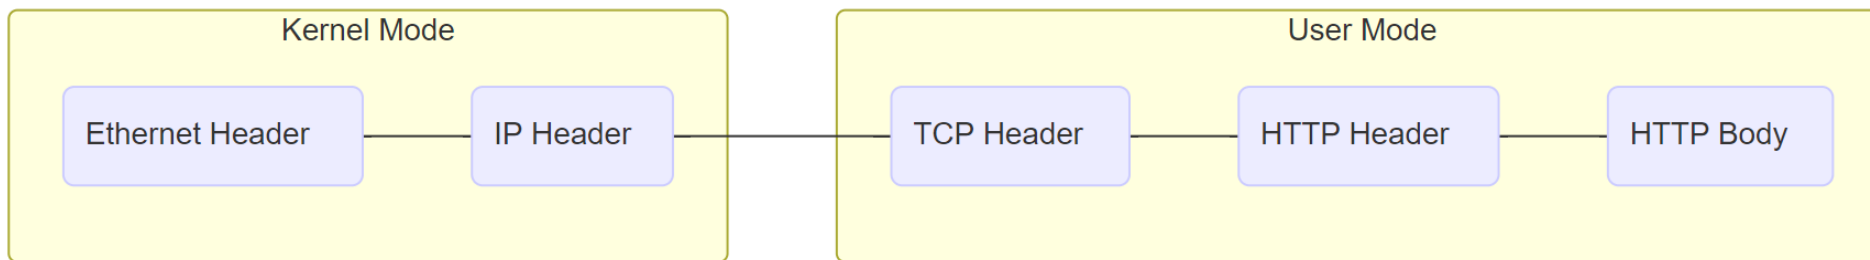 Kernel Mode
Ethernet Header
IP Header
User Mode
TCP Header
HTTP Header
HTTP Body